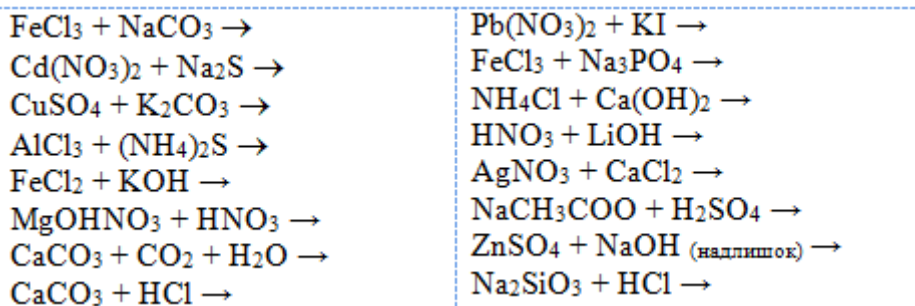 FeCl₃ + NaCO₃ →
Cd(NO₃)₂ + Na₂S →
CuSO₄ + K₂CO₃ →
AlCl₃ + (NH₄)₂S →
FeCl₂ + KOH →
MgOHNO₃ + HNO₃ →
CaCO₃ + CO₂ + H₂O →
CaCO₃ + HCl →
Pb(NO₃)₂ + KI →
FeCl₃ + Na₃PO₄ →
NH₄Cl + Ca(OH)₂ →
HNO₃ + LiOH →
AgNO₃ + CaCl₂ →
NaCH₃COO + H₂SO₄ →
ZnSO₄ + NaOH (надлишок) →
Na₂SiO₃ + HCl →